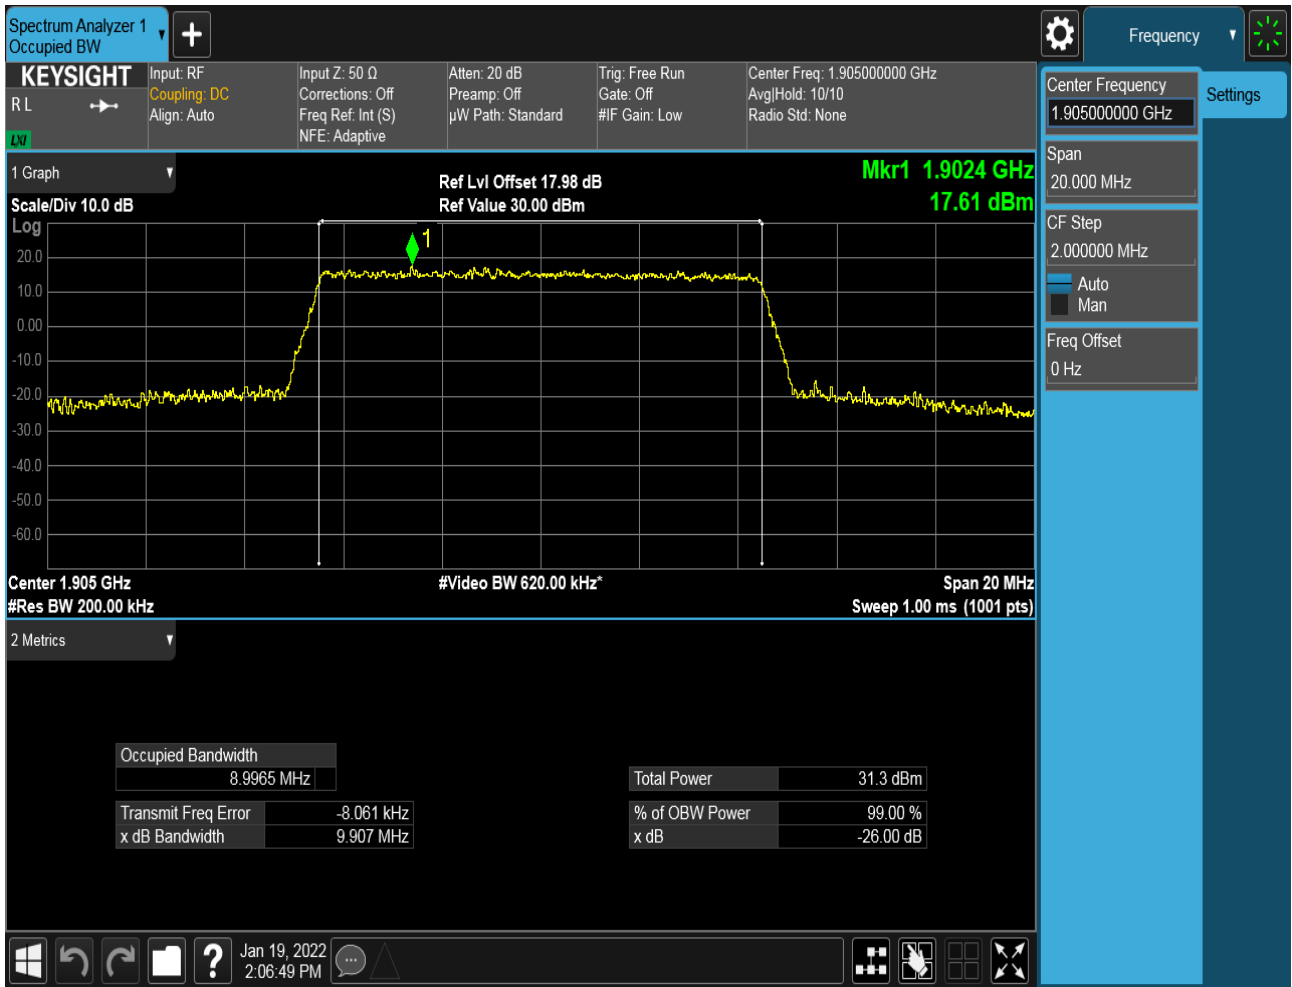 Spectrum Analyzer 1
Occupied BW
Frequency
KEYSIGHT
R L
LXI
Input: RF
Coupling: DC
Align: Auto
Input Z: 50 Ω
Corrections: Off
Freq Ref: Int (S)
NFE: Adaptive
Atten: 20 dB
Preamp: Off
µW Path: Standard
Trig: Free Run
Gate: Off
#IF Gain: Low
Center Freq: 1.905000000 GHz
Avg|Hold: 10/10
Radio Std: None
Center Frequency
1.905000000 GHz
Settings
Span
20.000 MHz
CF Step
2.000000 MHz
Auto
Man
Freq Offset
0 Hz
1 Graph
Scale/Div 10.0 dB
Ref Lvl Offset 17.98 dB
Ref Value 30.00 dBm
Mkr1 1.9024 GHz
17.61 dBm
Log
1
20.0
10.0
0.00
-10.0
-20.0
-30.0
-40.0
-50.0
-60.0
Center 1.905 GHz
#Res BW 200.00 kHz
#Video BW 620.00 kHz*
Span 20 MHz
Sweep 1.00 ms (1001 pts)
2 Metrics
Occupied Bandwidth
8.9965 MHz
Transmit Freq Error -8.061 kHz
x dB Bandwidth 9.907 MHz
Total Power 31.3 dBm
% of OBW Power 99.00 %
x dB -26.00 dB
?
Jan 19, 2022
2:06:49 PM